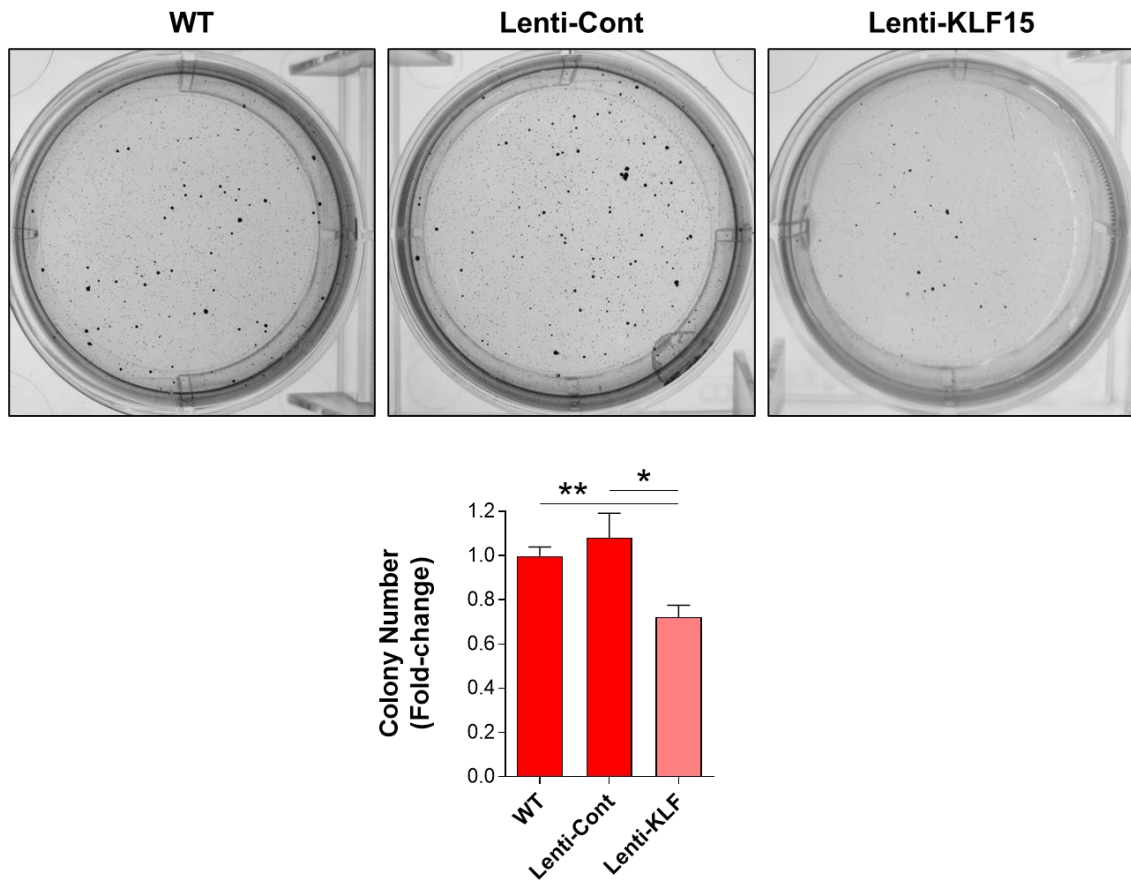 WT
Lenti-Cont
Lenti-KLF15
**
*
1.2
1.0
0.8
0.6
0.4
0.2
0.0
Colony Number
(Fold-change)
WT
Lenti-Cont
Lenti-KLF